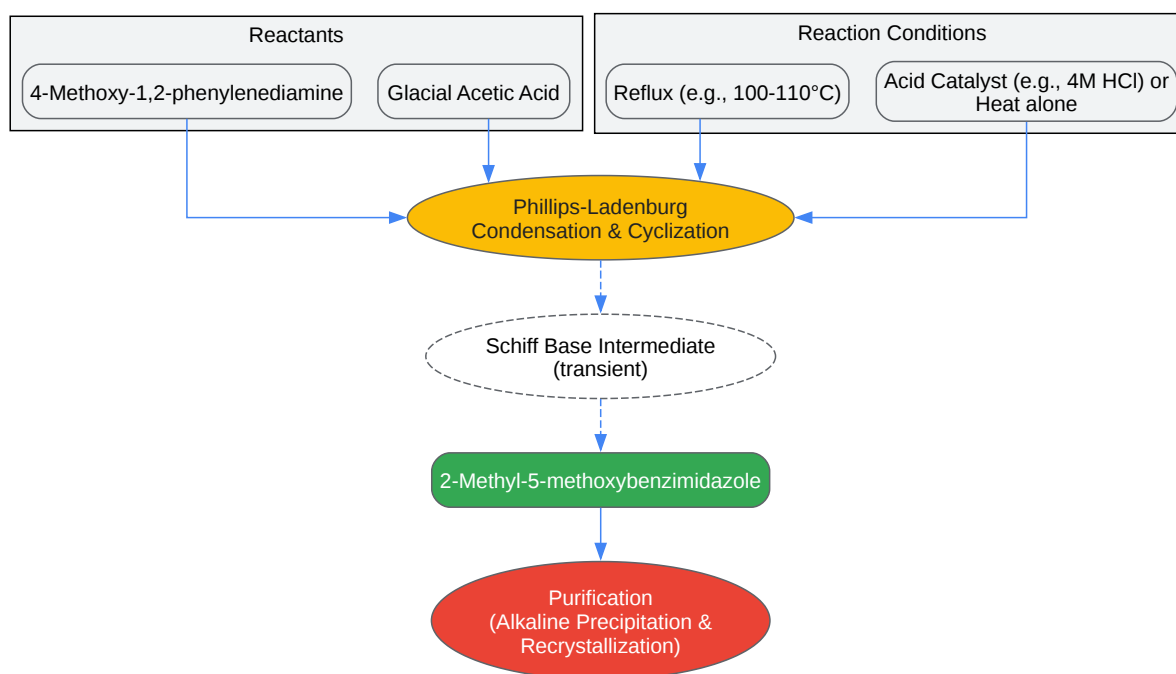 Reactants
4-Methoxy-1,2-phenylenediamine
Glacial Acetic Acid
Reaction Conditions
Reflux (e.g., 100-110°C)
Acid Catalyst (e.g., 4M HCl) or
Heat alone
Phillips-Ladenburg
Condensation & Cyclization
Schiff Base Intermediate
(transient)
2-Methyl-5-methoxybenzimidazole
Purification
(Alkaline Precipitation &
Recrystallization)